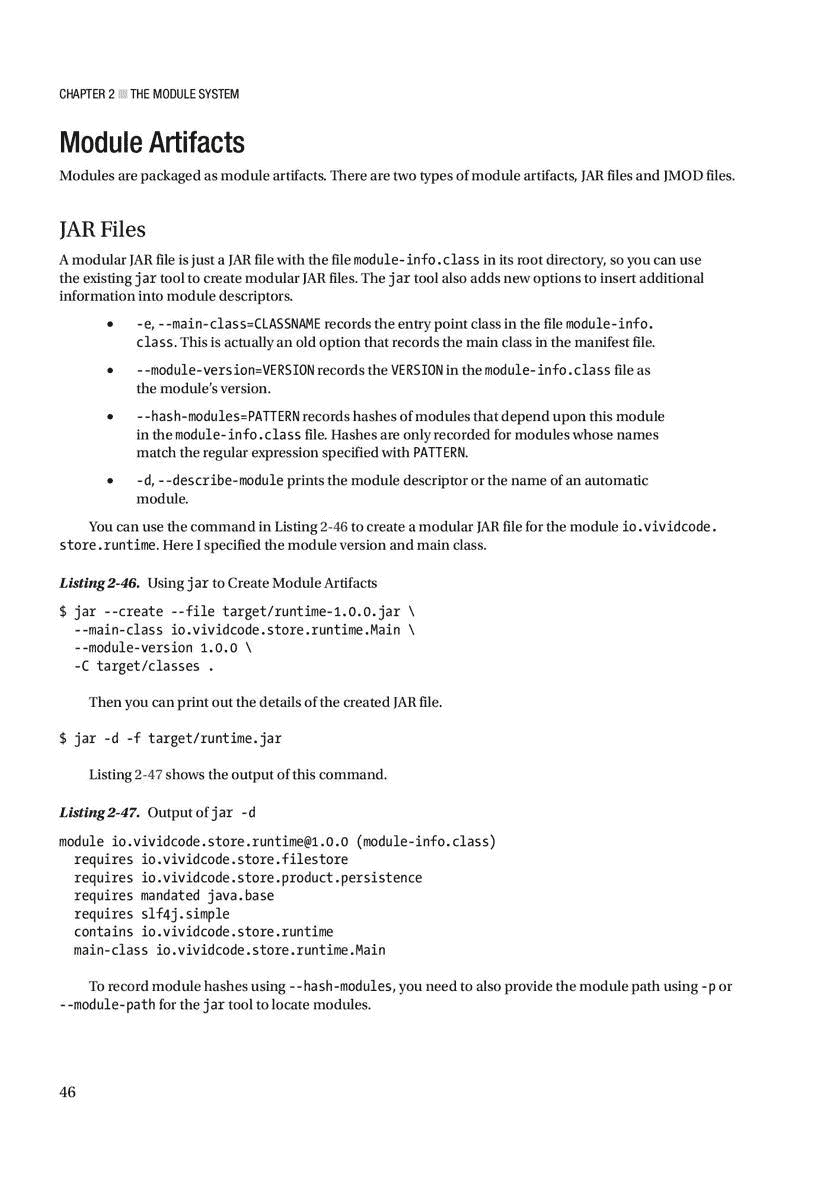 CHAPTER 2 ▒ THE MODULE SYSTEM
Module Artifacts
Modules are packaged as module artifacts. There are two types of module artifacts, JAR files and JMOD files.
JAR Files
A modular JAR file is just a JAR file with the file module-info.class in its root directory, so you can use
the existing jar tool to create modular JAR files. The jar tool also adds new options to insert additional
information into module descriptors.
• -e, --main-class=CLASSNAME records the entry point class in the file module-info.
class. This is actually an old option that records the main class in the manifest file.
• --module-version=VERSION records the VERSION in the module-info.class file as
the module’s version.
• --hash-modules=PATTERN records hashes of modules that depend upon this module
in the module-info.class file. Hashes are only recorded for modules whose names
match the regular expression specified with PATTERN.
• -d, --describe-module prints the module descriptor or the name of an automatic
module.
You can use the command in Listing 2-46 to create a modular JAR file for the module io.vividcode.
store.runtime. Here I specified the module version and main class.
Listing 2-46. Using jar to Create Module Artifacts
$ jar --create --file target/runtime-1.0.0.jar \
--main-class io.vividcode.store.runtime.Main \
--module-version 1.0.0 \
-C target/classes .
Then you can print out the details of the created JAR file.
$ jar -d -f target/runtime.jar
Listing 2-47 shows the output of this command.
Listing 2-47. Output of jar -d
module io.vividcode.store.runtime@1.0.0 (module-info.class)
requires io.vividcode.store.filestore
requires io.vividcode.store.product.persistence
requires mandated java.base
requires slf4j.simple
contains io.vividcode.store.runtime
main-class io.vividcode.store.runtime.Main
To record module hashes using --hash-modules, you need to also provide the module path using -p or
--module-path for the jar tool to locate modules.
46